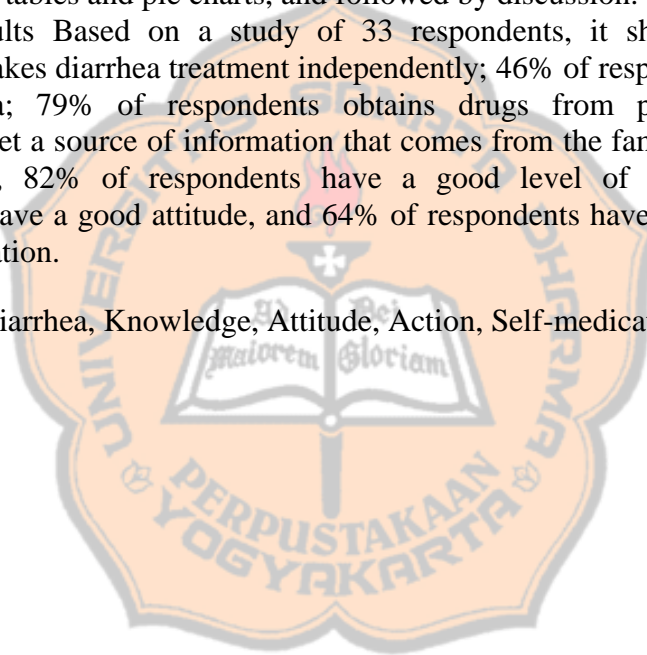 tables and pie charts, and followed by discussion.
ults Based on a study of 33 respondents, it sh
akes diarrhea treatment independently; 46% of resp
a; 79% of respondents obtains drugs from p
et a source of information that comes from the fam
, 82% of respondents have a good level of
ave a good attitude, and 64% of respondents have
ation.
iarrhea, Knowledge, Attitude, Action, Self-medica
UNIVERSITAS SANATA DHARMA
Ad Dei
Maiorem Gloriam
PERPUSTAKAAN
YOGYAKARTA